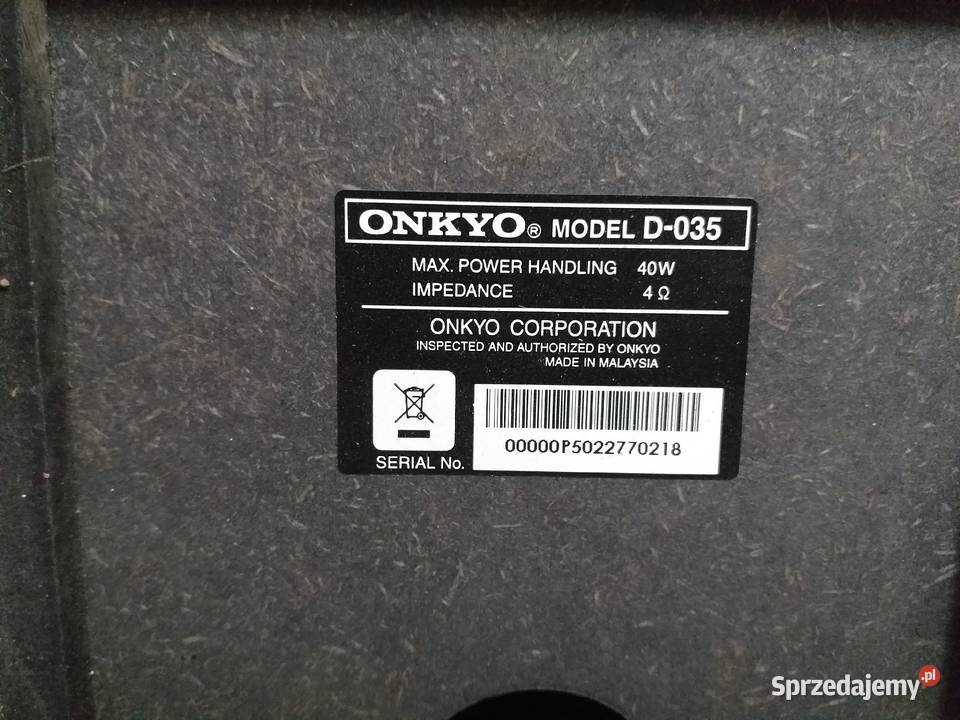 ONKYO® MODEL D-035
MAX. POWER HANDLING 40W
IMPEDANCE 4 Ω
ONKYO CORPORATION
INSPECTED AND AUTHORIZED BY ONKYO
MADE IN MALAYSIA
00000P5022770218
SERIAL No.
Sprzedajemy.pl